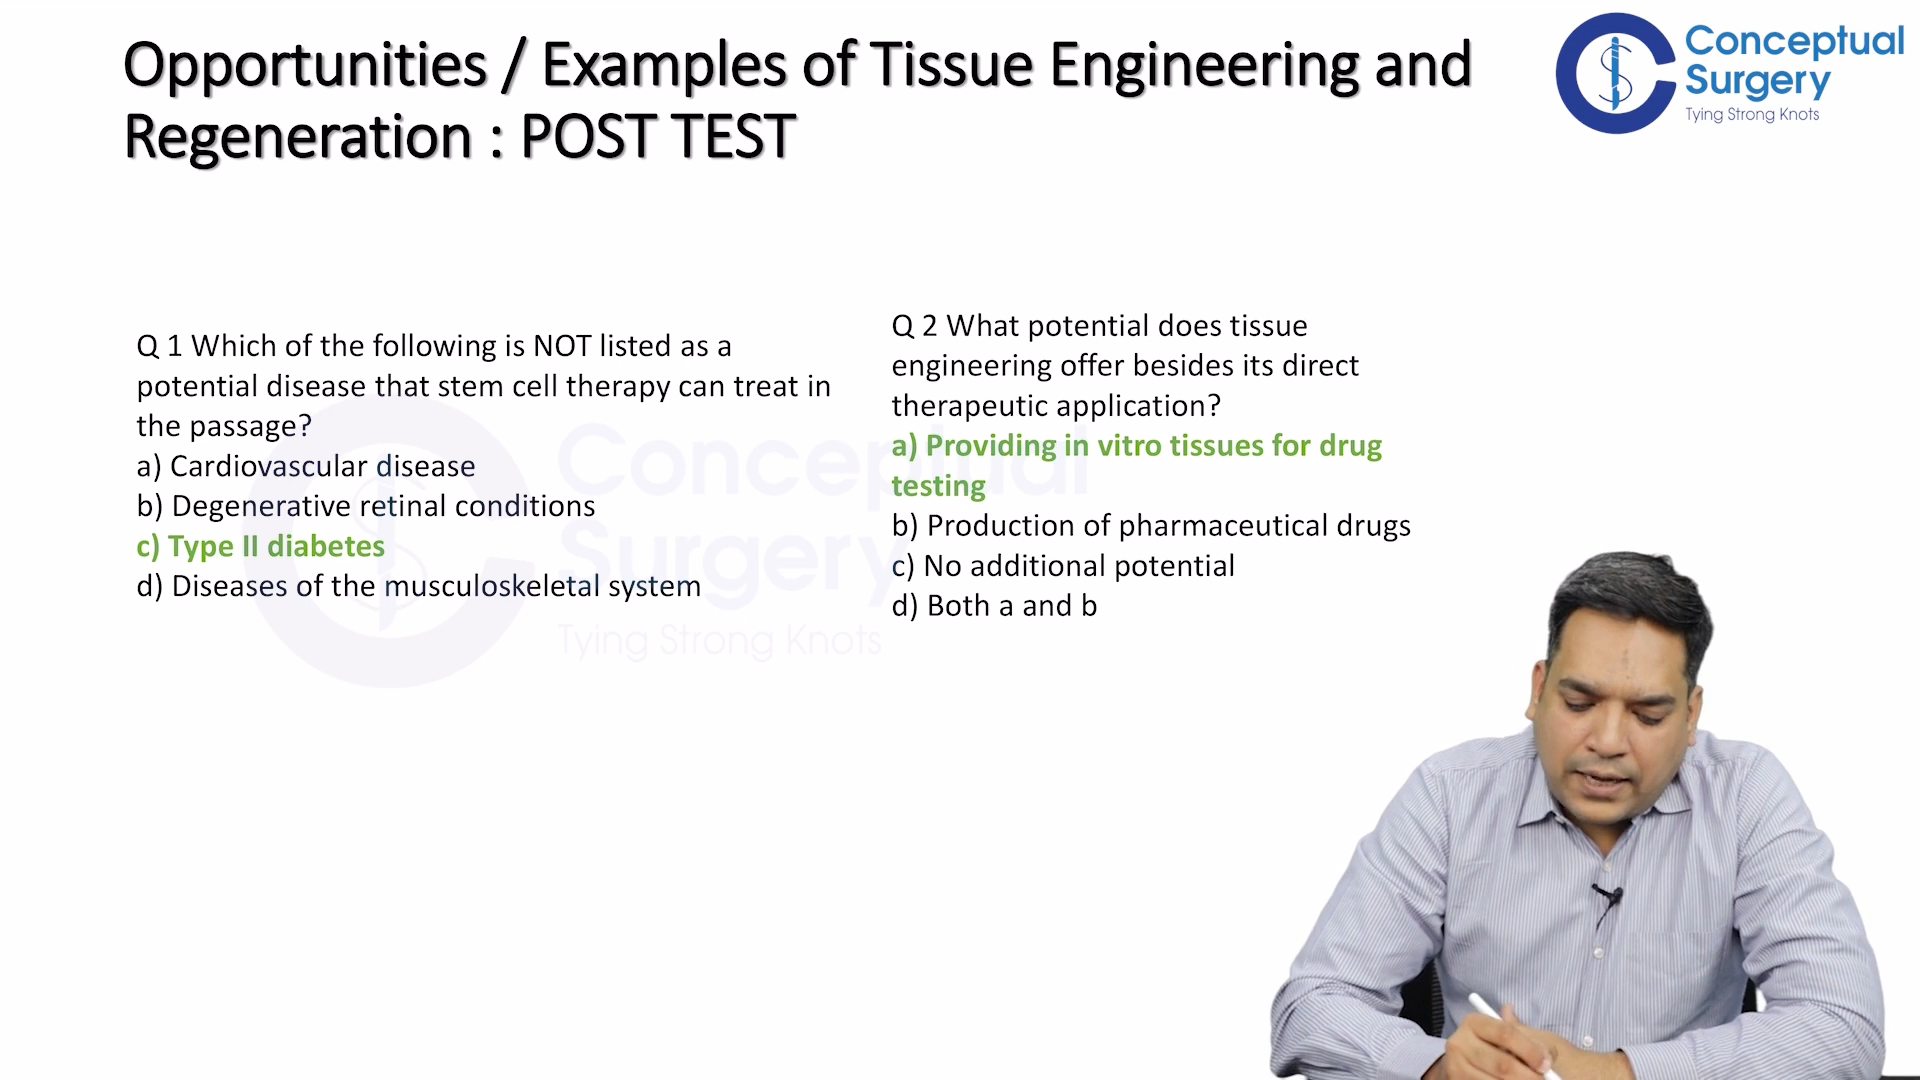 Opportunities / Examples of Tissue Engineering and
Regeneration : POST TEST
Conceptual
Surgery
Tying Strong Knots
Q 1 Which of the following is NOT listed as a
potential disease that stem cell therapy can treat in
the passage?
a) Cardiovascular disease
b) Degenerative retinal conditions
c) Type II diabetes
d) Diseases of the musculoskeletal system
Q 2 What potential does tissue
engineering offer besides its direct
therapeutic application?
a) Providing in vitro tissues for drug
testing
b) Production of pharmaceutical drugs
c) No additional potential
d) Both a and b
Conceptual
Surgery
Tying Strong Knots